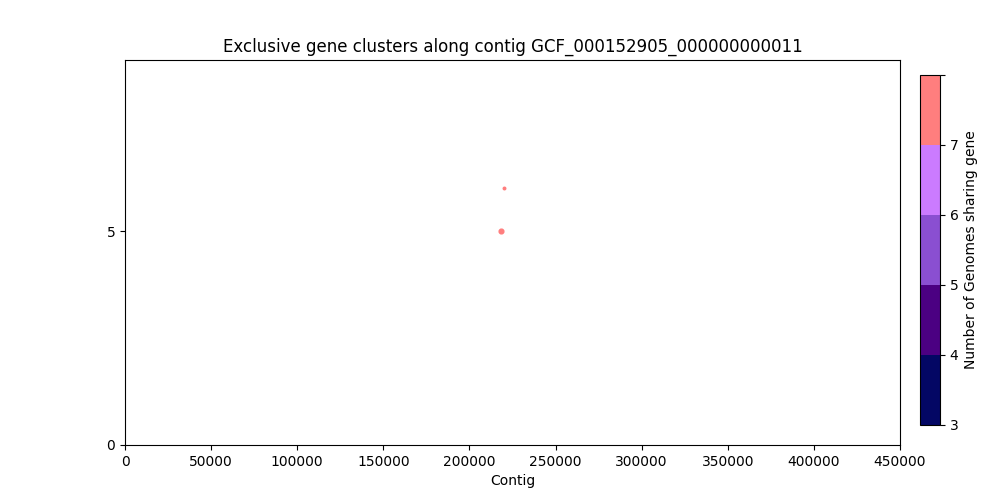 Exclusive gene clusters along contig GCF_000152905_000000000011
5
0
0 50000 100000 150000 200000 250000 300000 350000 400000 450000
Contig
7
6
5
4
3
Number of Genomes sharing gene